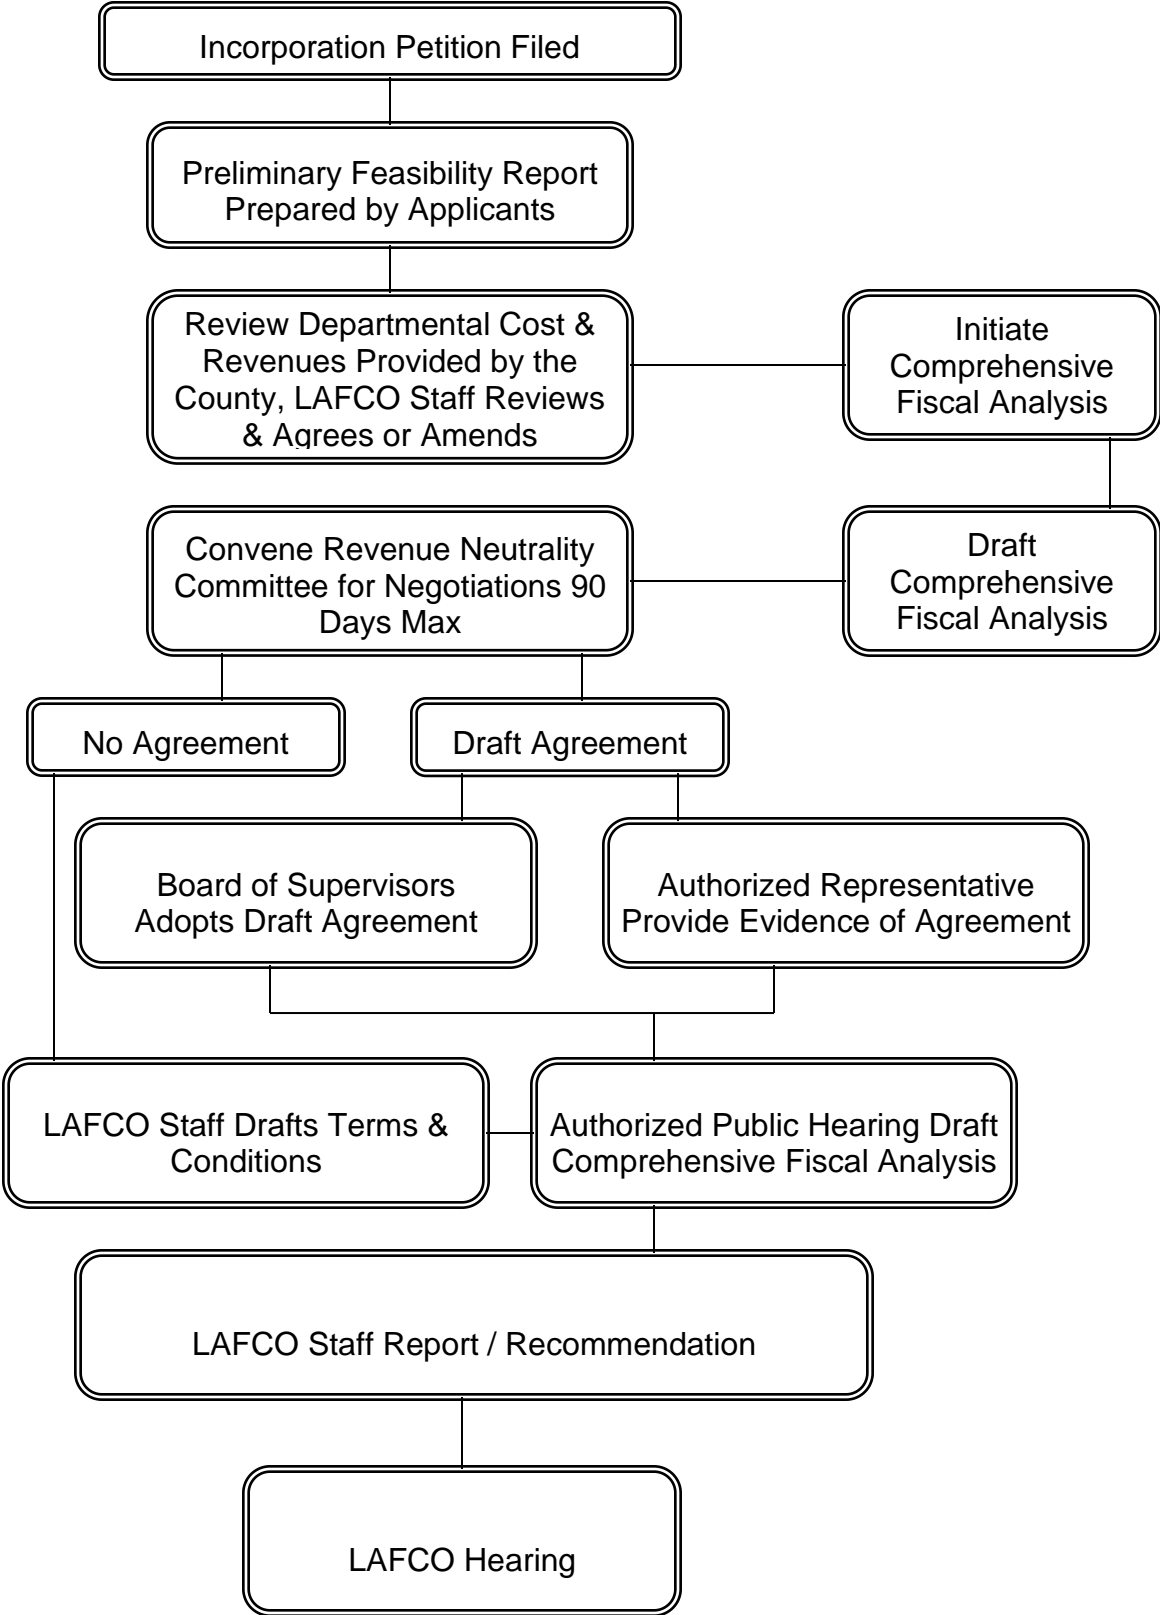 Incorporation Petition Filed
Preliminary Feasibility Report
Prepared by Applicants
Review Departmental Cost &
Revenues Provided by the
County, LAFCO Staff Reviews
& Agrees or Amends
Initiate
Comprehensive
Fiscal Analysis
Convene Revenue Neutrality
Committee for Negotiations 90
Days Max
Draft
Comprehensive
Fiscal Analysis
No Agreement
Draft Agreement
Board of Supervisors
Adopts Draft Agreement
Authorized Representative
Provide Evidence of Agreement
LAFCO Staff Drafts Terms &
Conditions
Authorized Public Hearing Draft
Comprehensive Fiscal Analysis
LAFCO Staff Report / Recommendation
LAFCO Hearing